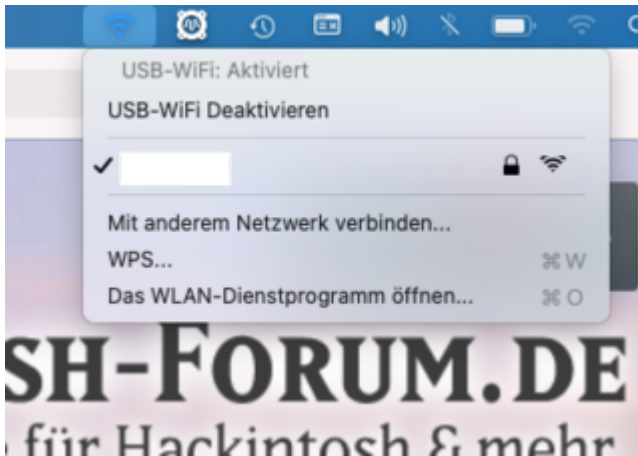 USB-WiFi: Aktiviert
USB-WiFi Deaktivieren
Mit anderem Netzwerk verbinden...
WPS... ⌘ W
Das WLAN-Dienstprogramm öffnen... ⌘ O
SH-FORUM.DE
für Hackintosh & mehr